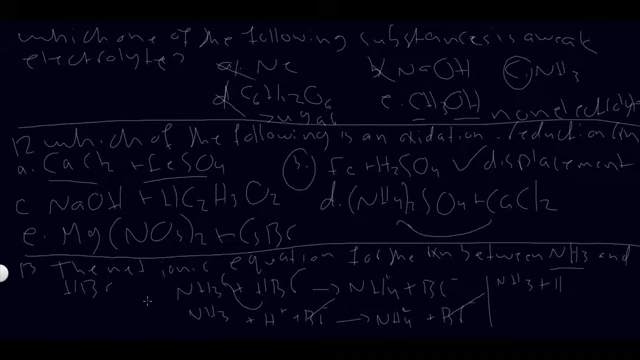 which one of the following substances is a weak
electrolyte
a. Ne b. NaOH c. NH3
d. C6H12O6 e. CH3OH
sugar nonelectrolyte
12 which of the following is an oxidation-reduction rxn
a. CaCl2 + FeSO4 b. Fe + H2SO4 ✓ displacement
c NaOH + HC2H3O2 d. (NH4)2SO4 + CaCl2
e. Mg(NO3)2 + CsBr
13 the net ionic equation for the rxn between NH3 and
HBr NH3 + HBr → NH4 + Br- NH3 + H
NH3 + H+ + Br- → NH4+ + Br-